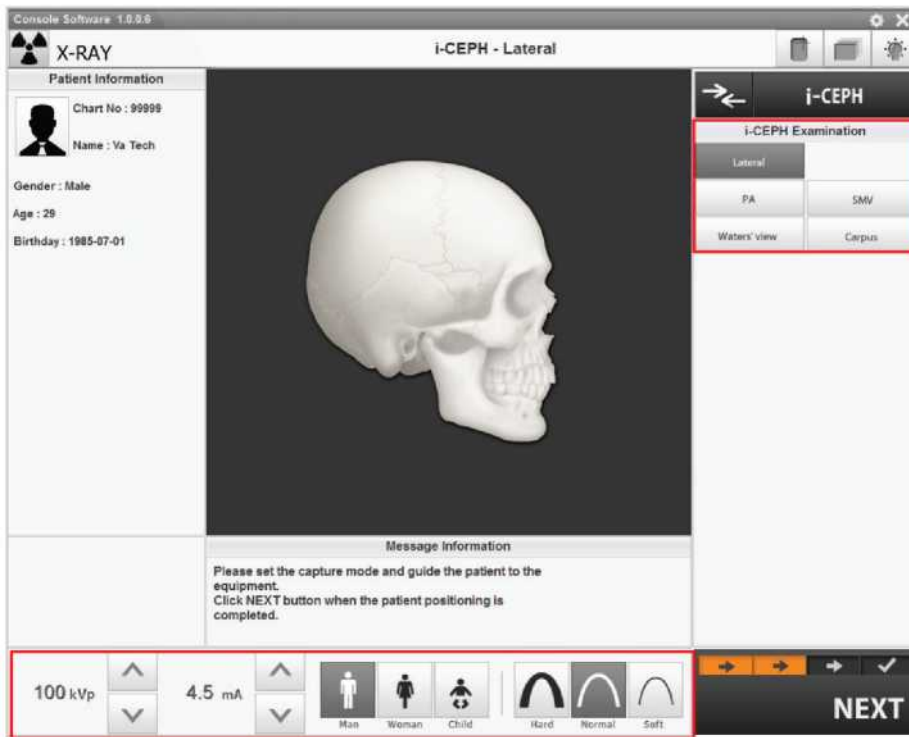 Console Software 1.0.0.6
X-RAY
i-CEPH - Lateral
Patient Information
Chart No : 99999
Name : Va Tech
Gender : Male
Age : 29
Birthday : 1985-07-01
i-CEPH
i-CEPH Examination
Lateral
PA
SMV
Waters' view
Carpus
Message Information
Please set the capture mode and guide the patient to the
equipment.
Click NEXT button when the patient positioning is
completed.
100 kVp
4.5 mA
Man
Woman
Child
Hard
Normal
Soft
NEXT